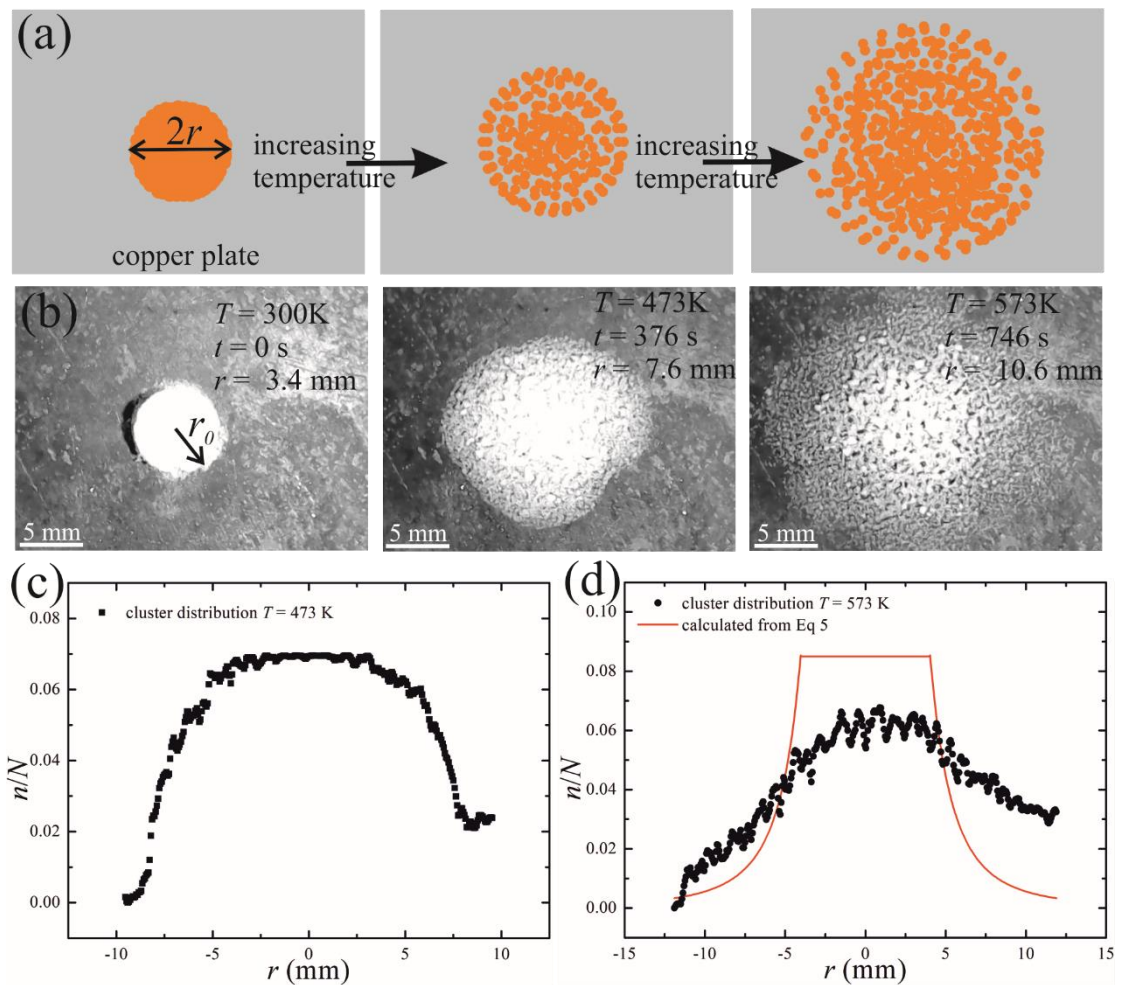 (a)
2r
increasing
temperature
increasing
temperature
copper plate
(b)
T = 300K
t = 0 s
r = 3.4 mm
r0
5 mm
T = 473K
t = 376 s
r = 7.6 mm
5 mm
T = 573K
t = 746 s
r = 10.6 mm
5 mm
(c)
cluster distribution T = 473 K
0.08
0.06
0.04
0.02
0.00
n/N
-10
-5
0
5
10
r (mm)
(d)
cluster distribution T = 573 K
calculated from Eq 5
0.10
0.08
0.06
0.04
0.02
0.00
n/N
-15
-10
-5
0
5
10
15
r (mm)